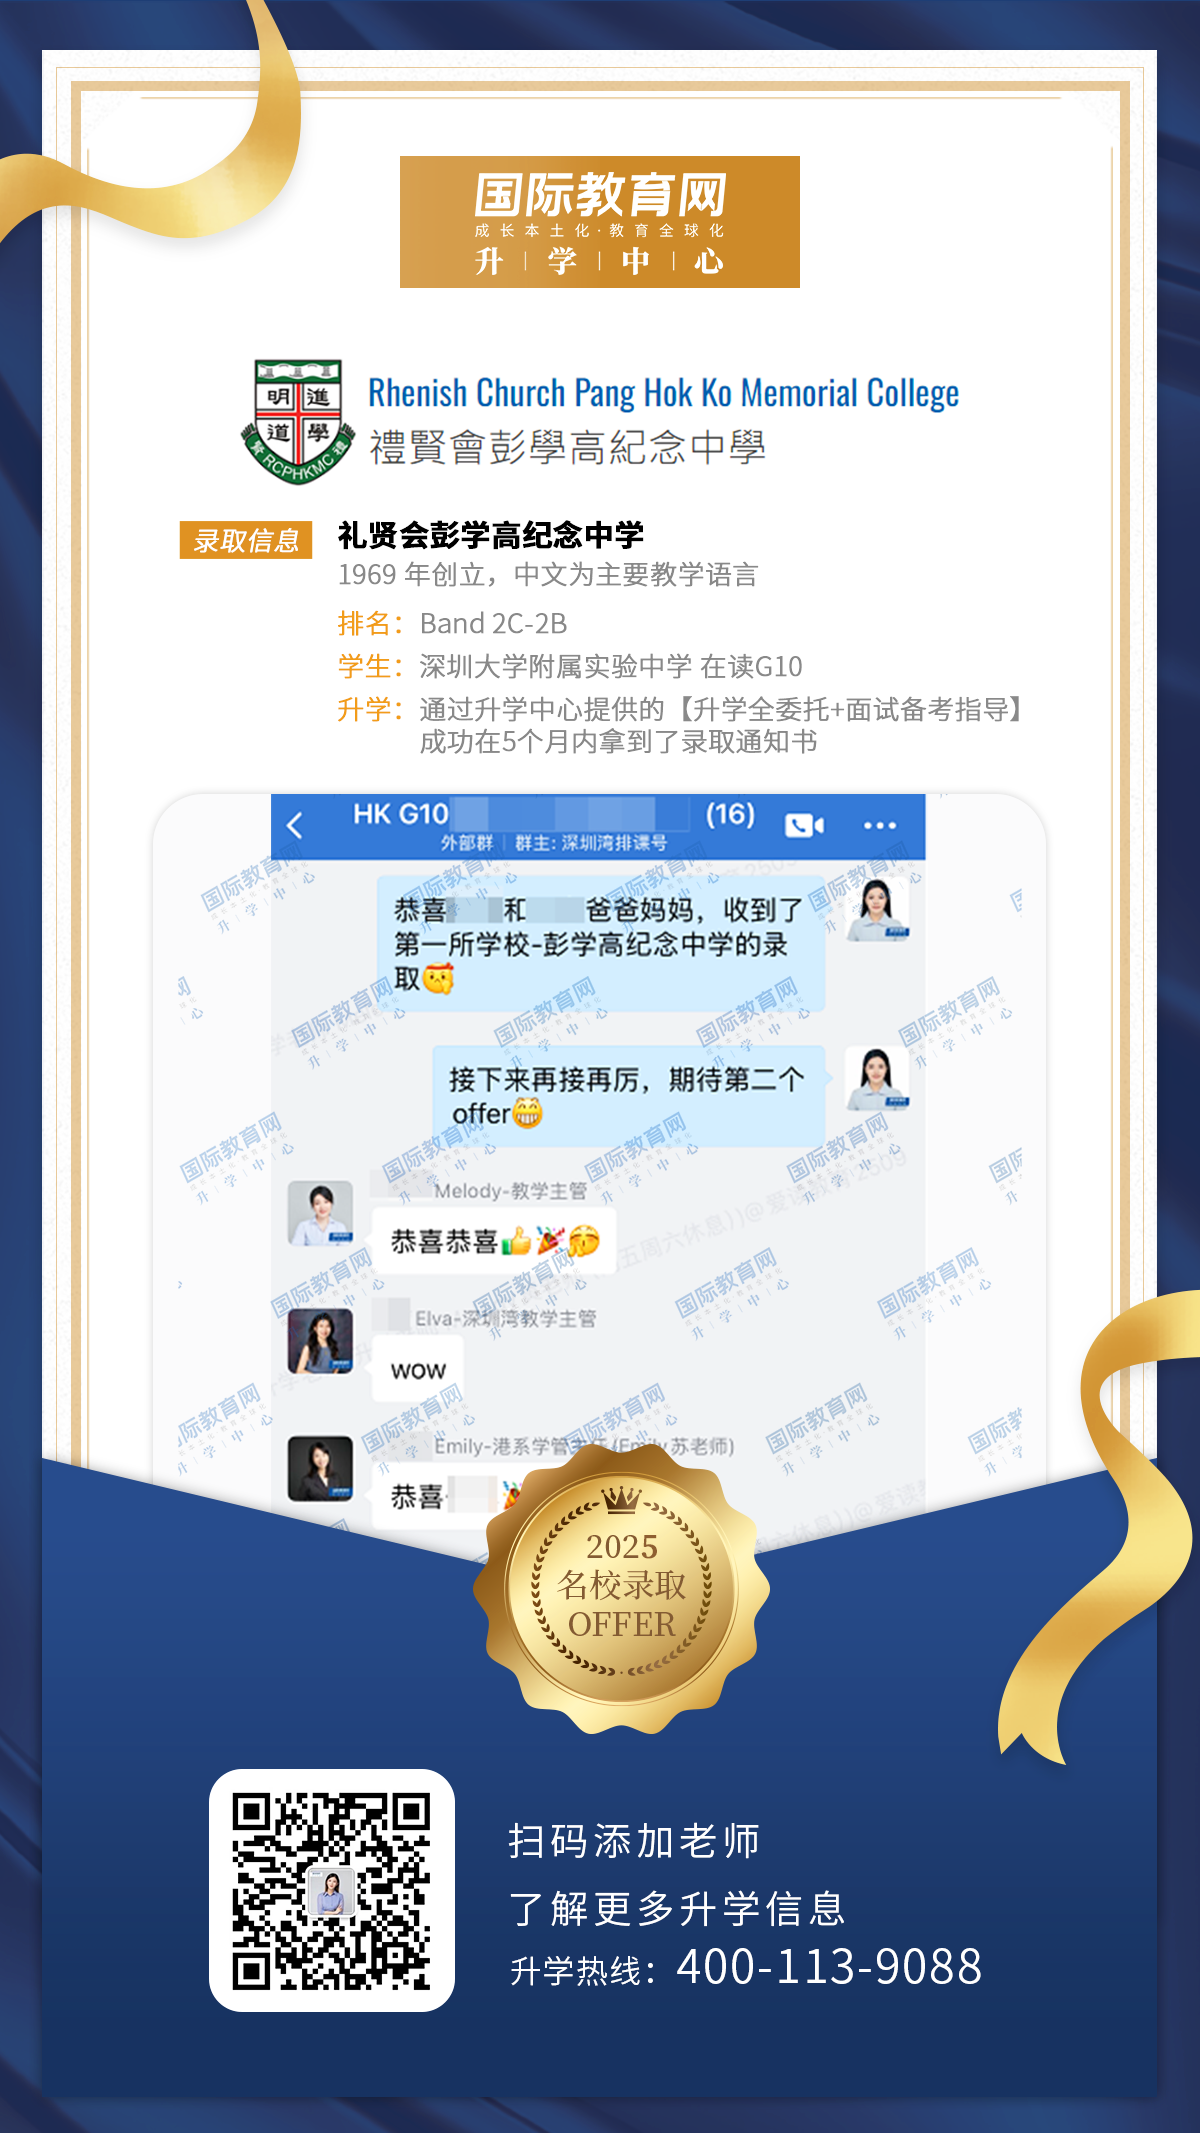 国际教育网
成长本土化·教育全球化
升|学|中|心
明 進
道 學
賢 RCPHKMC 禮
Rhenish Church Pang Hok Ko Memorial College
禮賢會彭學高紀念中學
录取信息
礼贤会彭学高纪念中学
1969 年创立，中文为主要教学语言
排名：Band 2C-2B
学生：深圳大学附属实验中学 在读G10
升学：通过升学中心提供的【升学全委托+面试备考指导】
成功在5个月内拿到了录取通知书
HK G10 (16)
外部群 | 群主: 深圳湾排课号
恭喜 和 爸爸妈妈，收到了
第一所学校-彭学高纪念中学的录
取
接下来再接再厉，期待第二个
offer
Melody-教学主管
恭喜恭喜
Elva-深圳湾教学主管
wow
Emily-港系学管主任(Emily苏老师)
恭喜
2025
名校录取
OFFER
扫码添加老师
了解更多升学信息
升学热线：400-113-9088